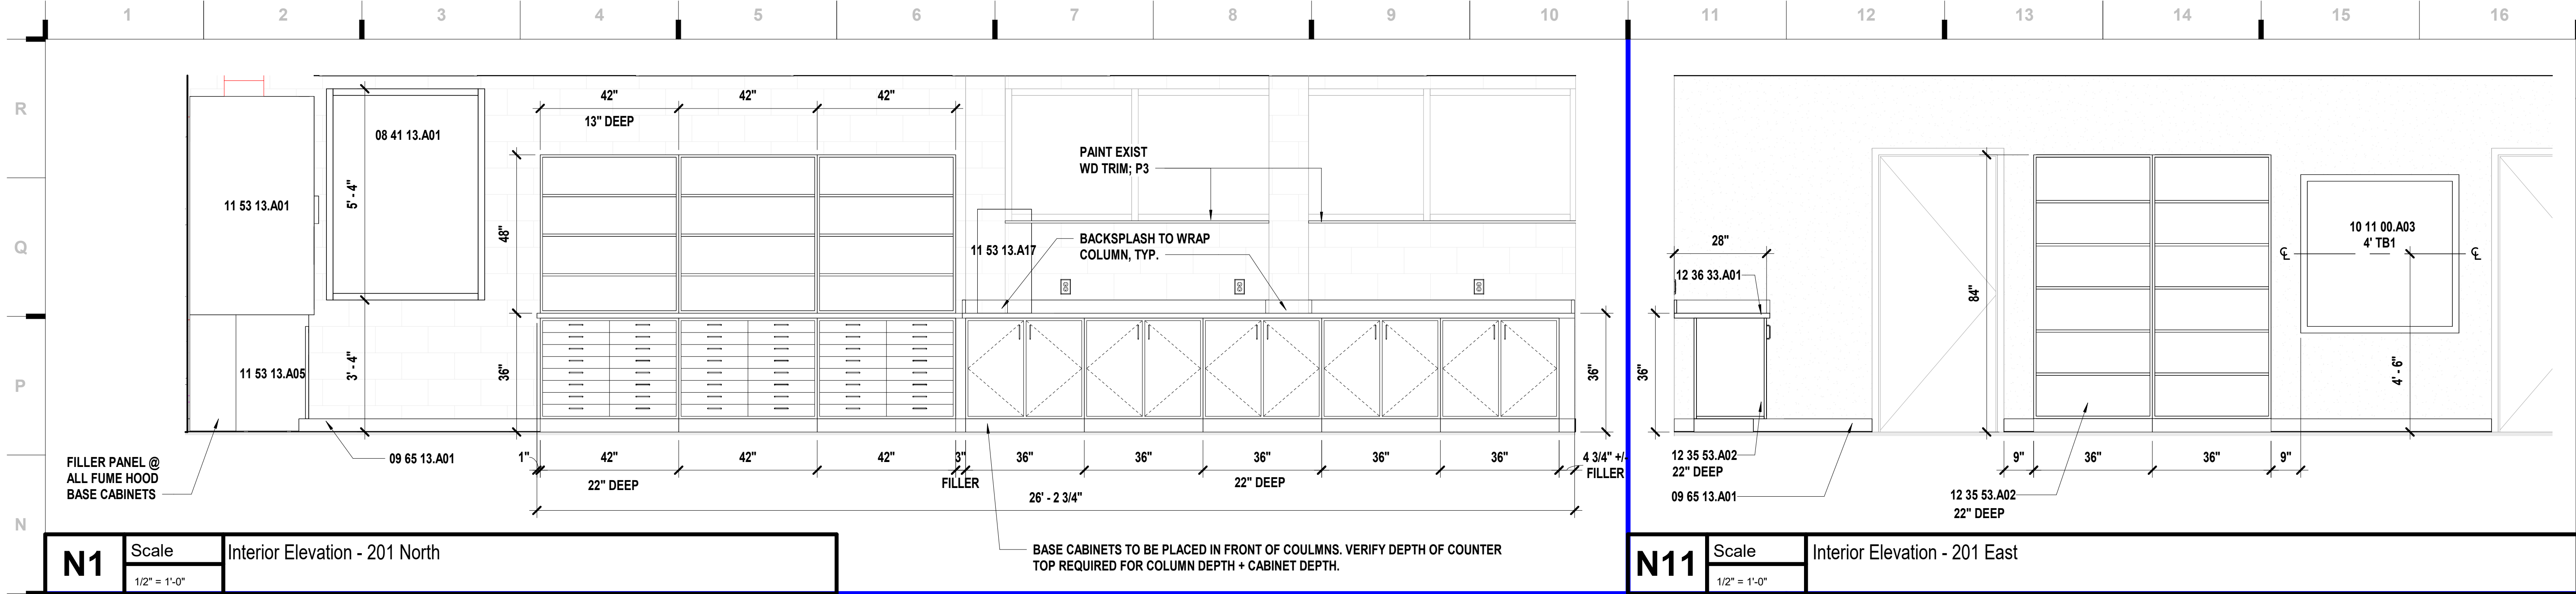 1 2 3 4 5 6 7 8 9 10 11 12 13 14 15 16
R
Q
P
N
11 53 13.A01
08 41 13.A01
5' - 4"
3' - 4"
11 53 13.A05
42" 42" 42"
13" DEEP
48"
36"
PAINT EXIST
WD TRIM; P3
11 53 13.A17
BACKSPLASH TO WRAP
COLUMN, TYP.
36"
FILLER PANEL @
ALL FUME HOOD
BASE CABINETS
09 65 13.A01
1" 42" 42" 42" 3" 36" 36" 36" 36" 36" 4 3/4" +/-
22" DEEP FILLER 22" DEEP FILLER
26' - 2 3/4"
BASE CABINETS TO BE PLACED IN FRONT OF COULMNS. VERIFY DEPTH OF COUNTER
TOP REQUIRED FOR COLUMN DEPTH + CABINET DEPTH.
N1
Scale
1/2" = 1'-0"
Interior Elevation - 201 North
28"
12 36 33.A01
36"
84"
10 11 00.A03
4' TB1
4' - 6"
12 35 53.A02
22" DEEP
09 65 13.A01
9" 36" 36" 9"
12 35 53.A02
22" DEEP
N11
Scale
1/2" = 1'-0"
Interior Elevation - 201 East